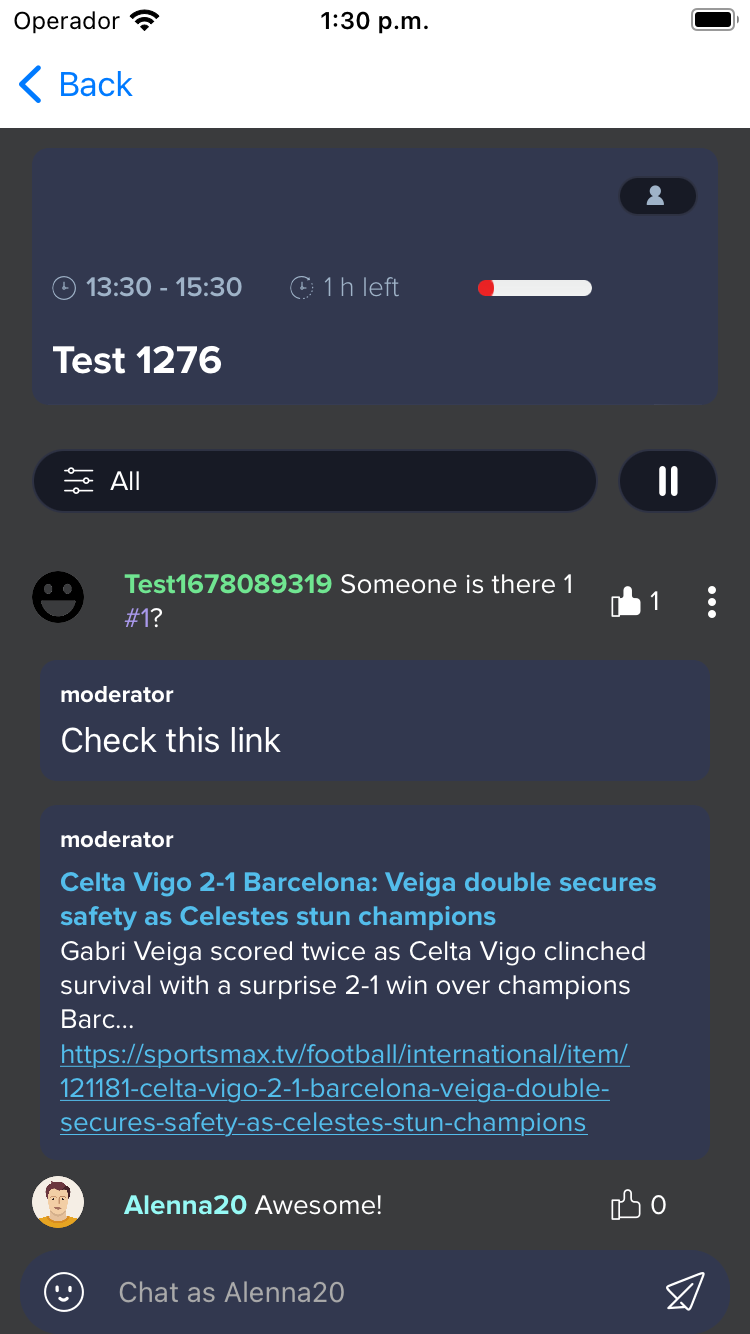 Operador 1:30 p.m.
Back
13:30 - 15:30 1 h left
Test 1276
All
Test1678089319 Someone is there 1 1
#1?
moderator
Check this link
moderator
Celta Vigo 2-1 Barcelona: Veiga double secures
safety as Celestes stun champions
Gabri Veiga scored twice as Celta Vigo clinched
survival with a surprise 2-1 win over champions
Barc...
https://sportsmax.tv/football/international/item/
121181-celta-vigo-2-1-barcelona-veiga-double-
secures-safety-as-celestes-stun-champions
Alenna20 Awesome! 0
Chat as Alenna20